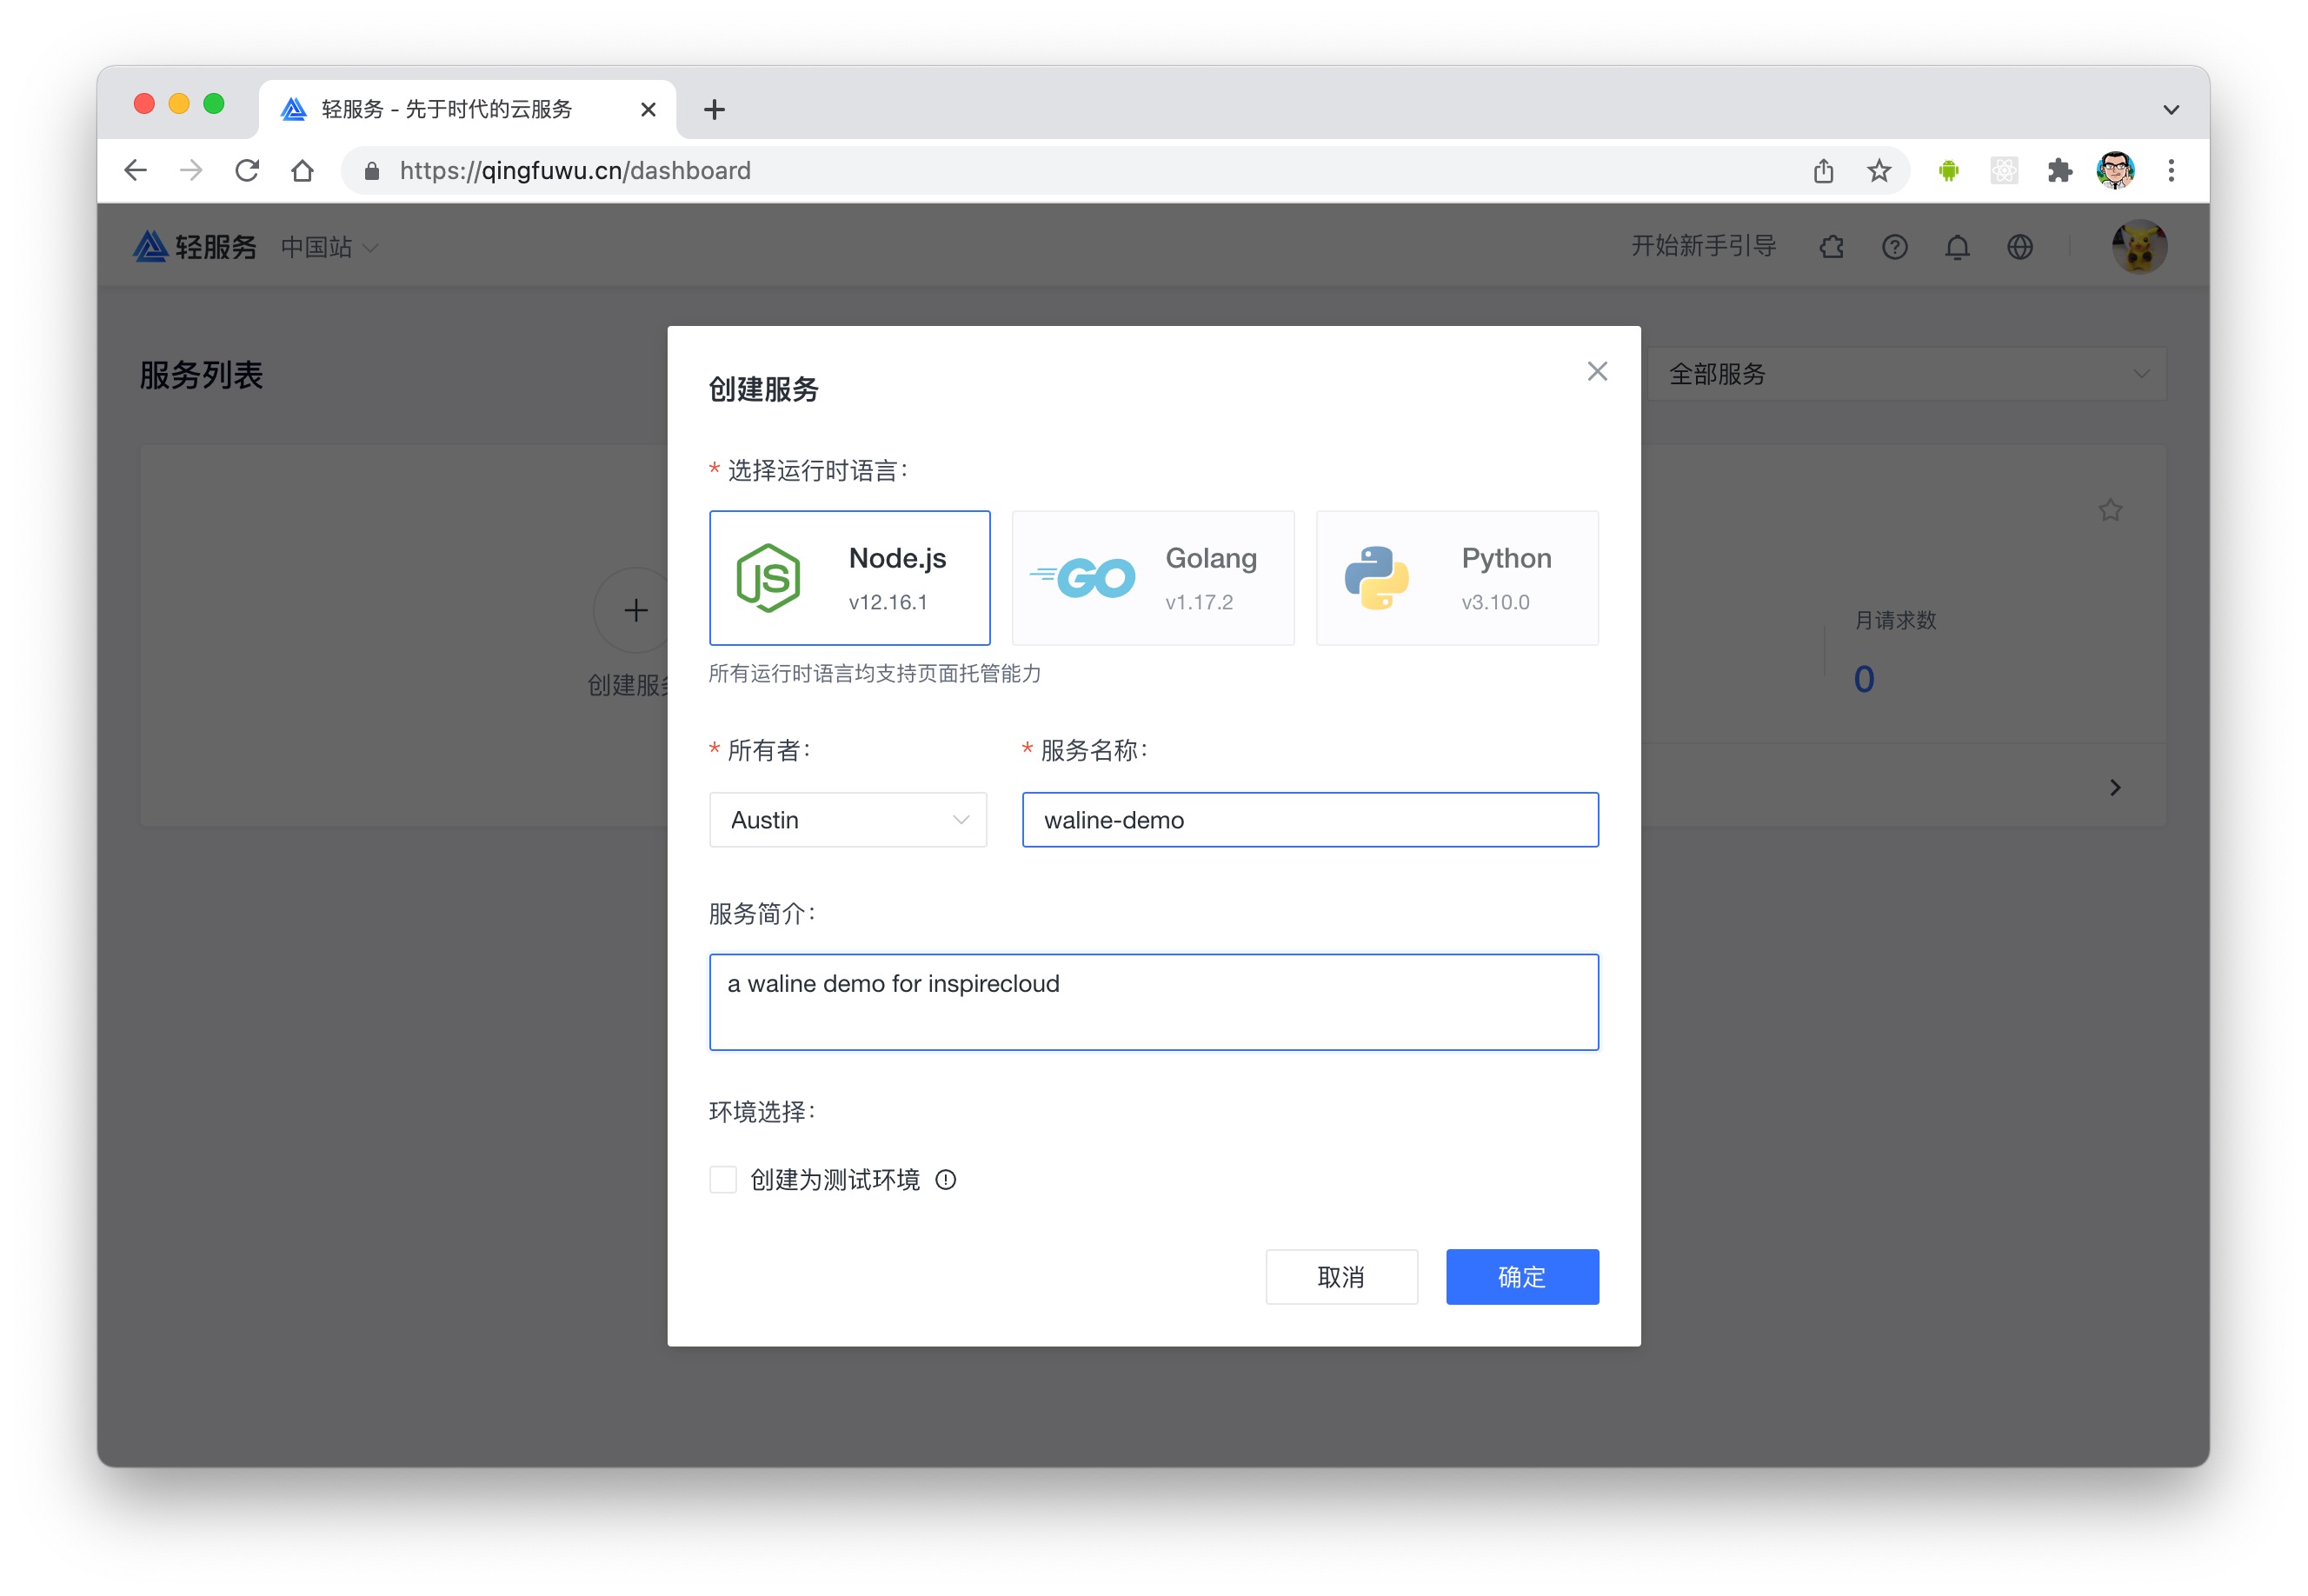 轻服务 - 先于时代的云服务
https://qingfuwu.cn/dashboard
轻服务 中国站 开始新手引导
服务列表 全部服务
创建服务
* 选择运行时语言:
Node.js
v12.16.1
GO
Golang
v1.17.2
Python
v3.10.0
所有运行时语言均支持页面托管能力
* 所有者:
Austin
* 服务名称:
waline-demo
服务简介:
a waline demo for inspirecloud
环境选择:
创建为测试环境
取消 确定
创建服务
月请求数
0